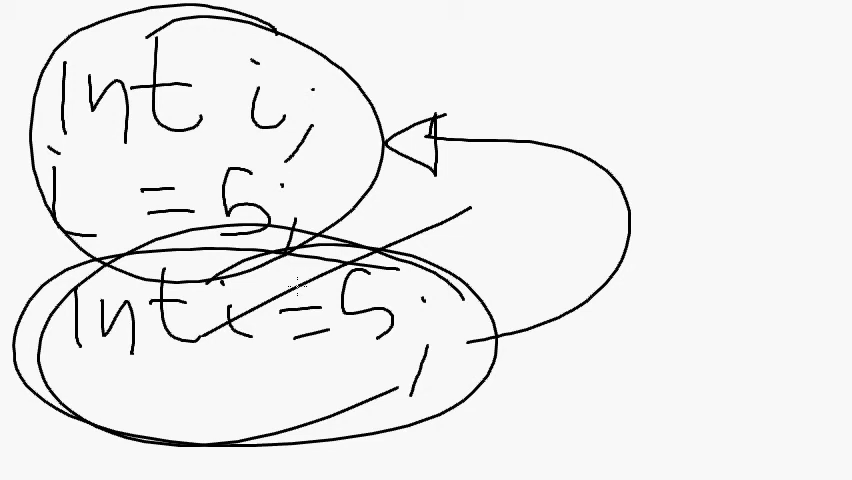 int i;
i = 5;
int i = 5;